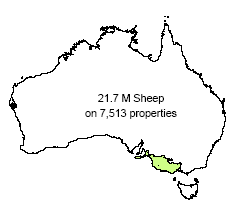 21.7 M Sheep
on 7,513 properties